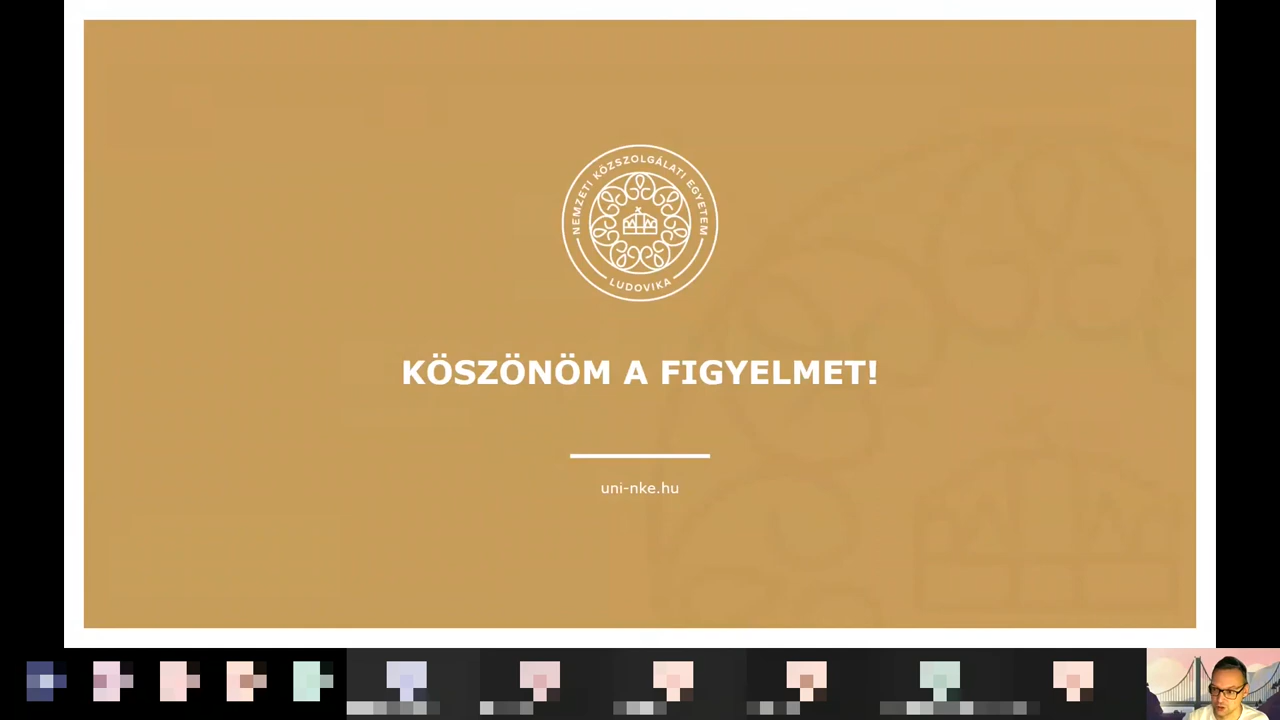 NEMZETI KÖZSZOLGÁLATI EGYETEM
LUDOVIKA
KÖSZÖNÖM A FIGYELMET!
uni-nke.hu